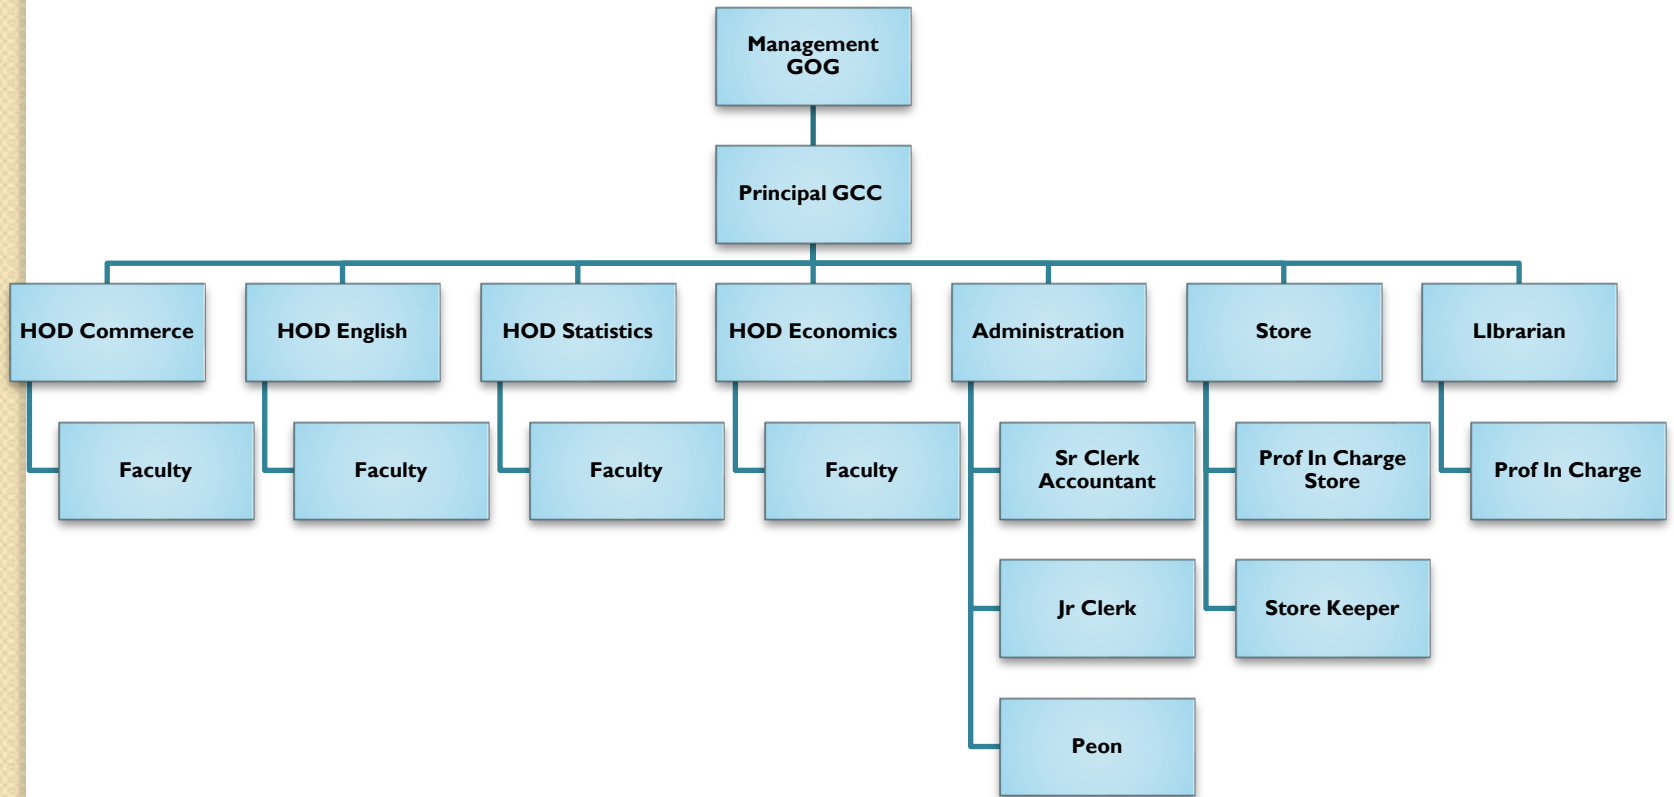 Management
GOG
Principal GCC
HOD Commerce
HOD English
HOD Statistics
HOD Economics
Administration
Store
LIbrarian
Faculty
Faculty
Faculty
Faculty
Sr Clerk
Accountant
Prof In Charge
Store
Prof In Charge
Jr Clerk
Store Keeper
Peon